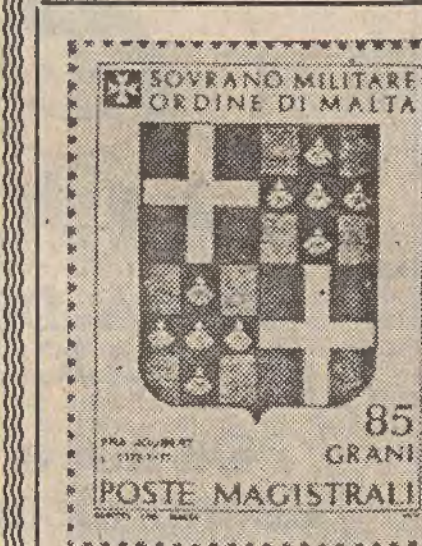 SOVRANO MILITARE
ORDINE DI MALTA
85
GRANI
POSTE MAGISTRALI